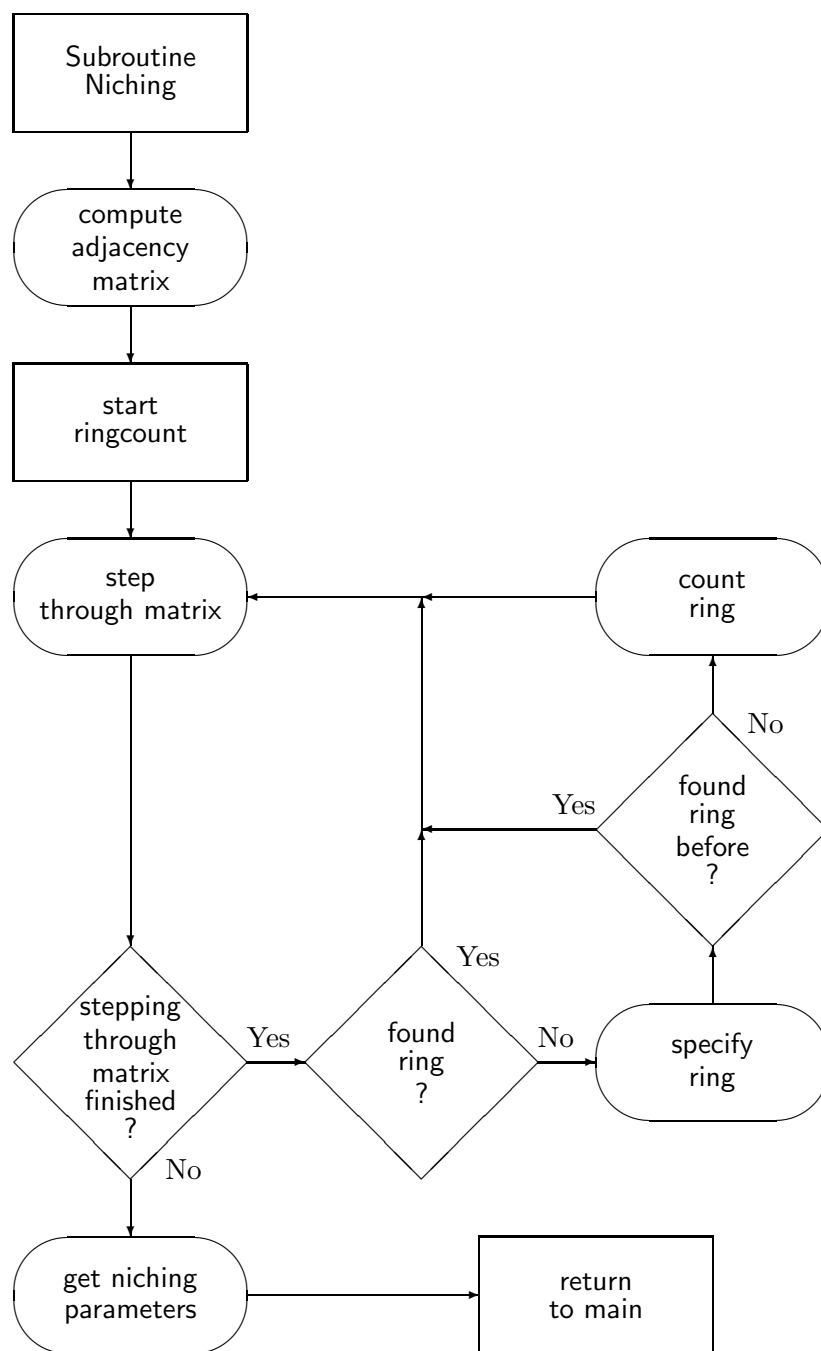 Subroutine
Niching
compute
adjacency
matrix
start
ringcount
step
through matrix
count
ring
No
found
ring
before
?
Yes
Yes
stepping
through
matrix
finished
?
Yes
found
ring
?
No
specify
ring
No
get niching
parameters
return
to main